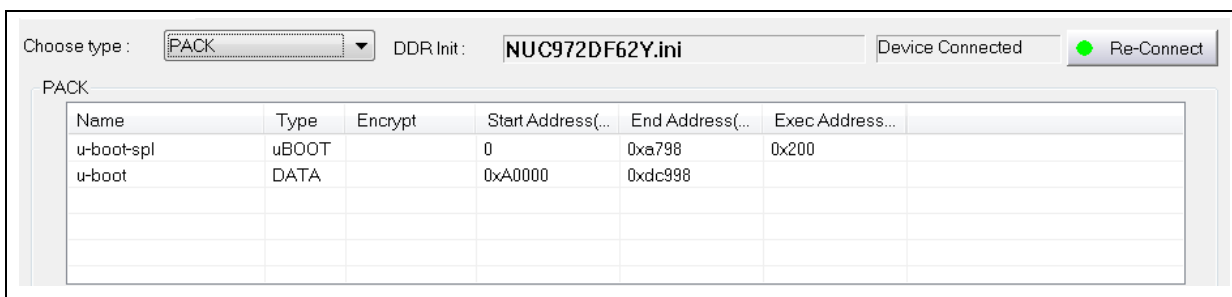 Choose type : PACK DDR Init : NUC972DF62Y.ini Device Connected Re-Connect
PACK
Name Type Encrypt Start Address(... End Address(... Exec Address...
u-boot-spl uBOOT 0 0xa798 0x200
u-boot DATA 0xA0000 0xdc998